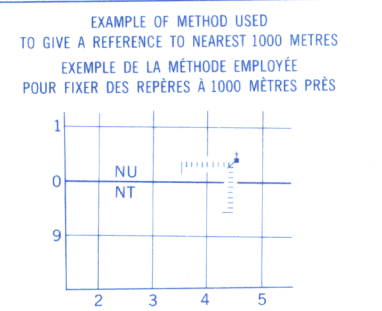 EXAMPLE OF METHOD USED
TO GIVE A REFERENCE TO NEAREST 1000 METRES
EXEMPLE DE LA MÉTHODE EMPLOYÉE
POUR FIXER DES REPÈRES À 1000 MÈTRES PRÈS
1
NU
0
NT
9
2 3 4 5